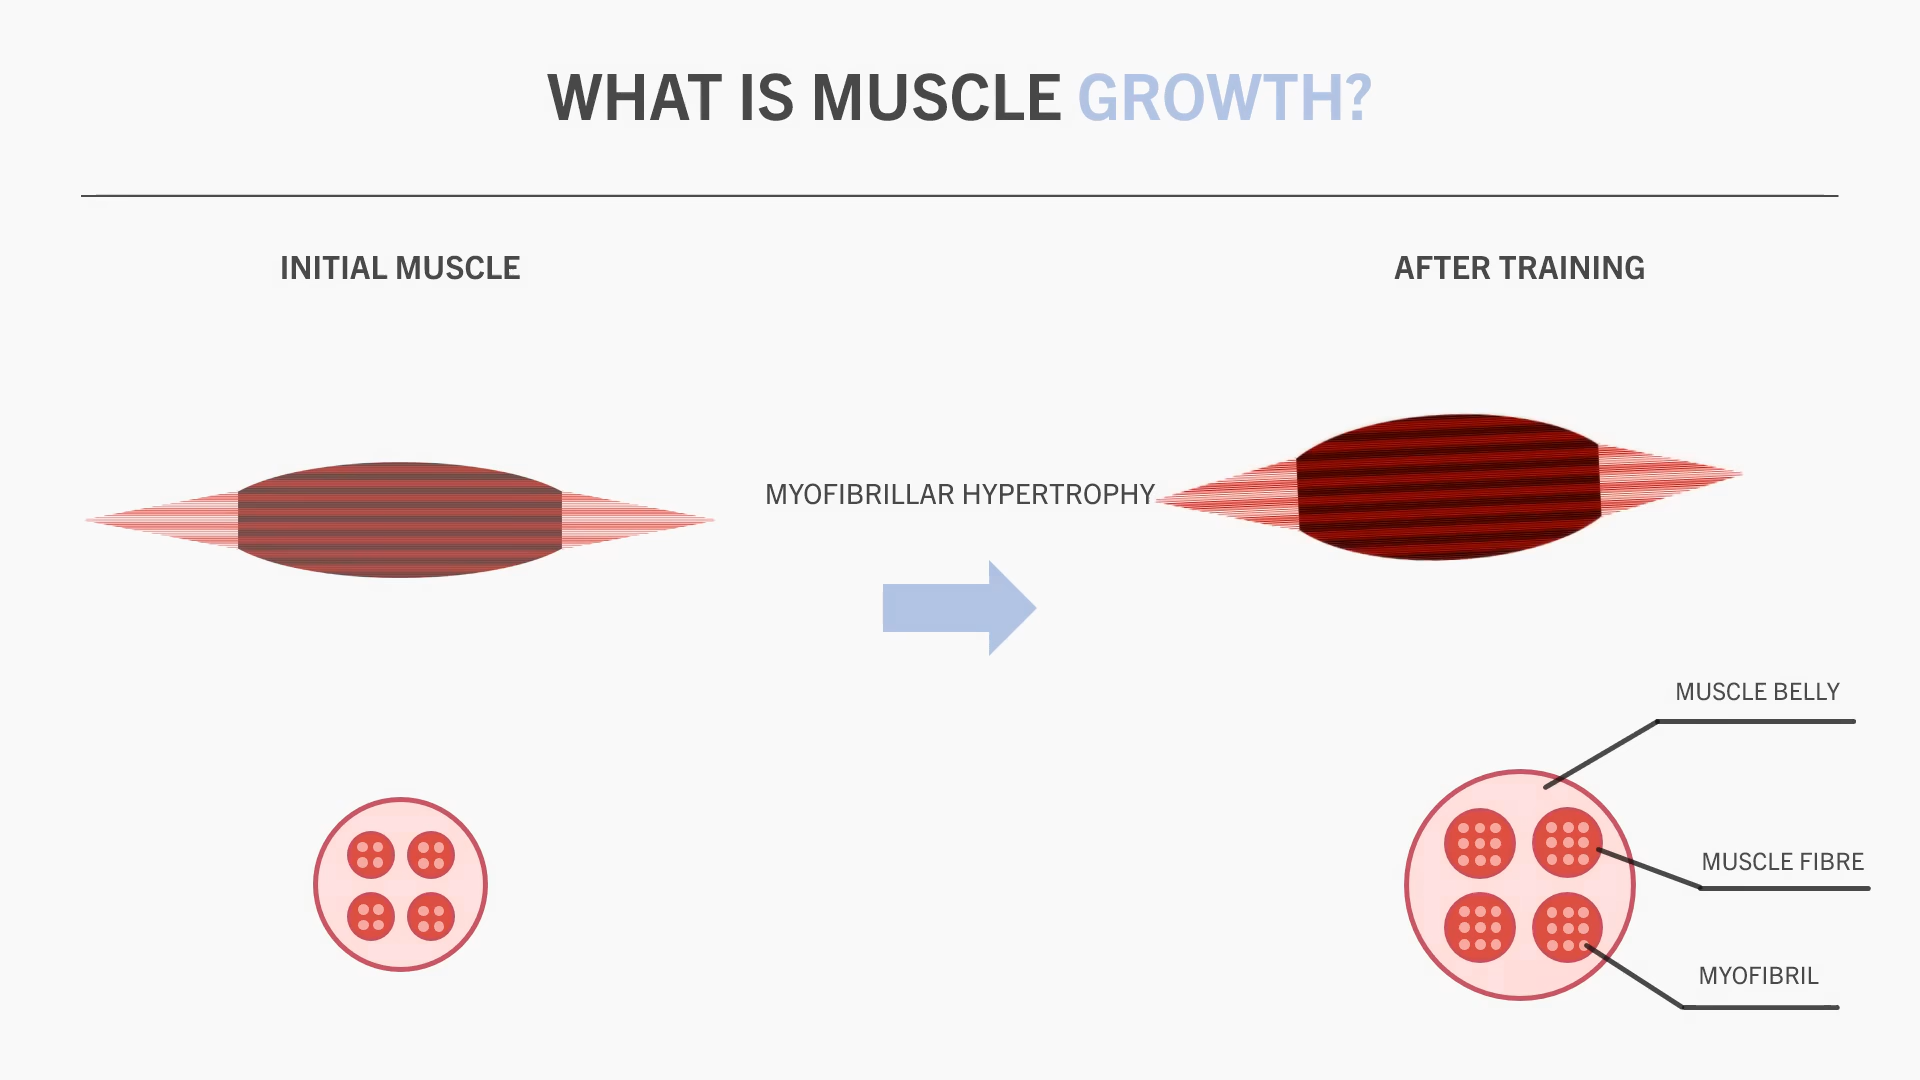 WHAT IS MUSCLE GROWTH?
INITIAL MUSCLE
AFTER TRAINING
MYOFIBRILLAR HYPERTROPHY
MUSCLE BELLY
MUSCLE FIBRE
MYOFIBRIL